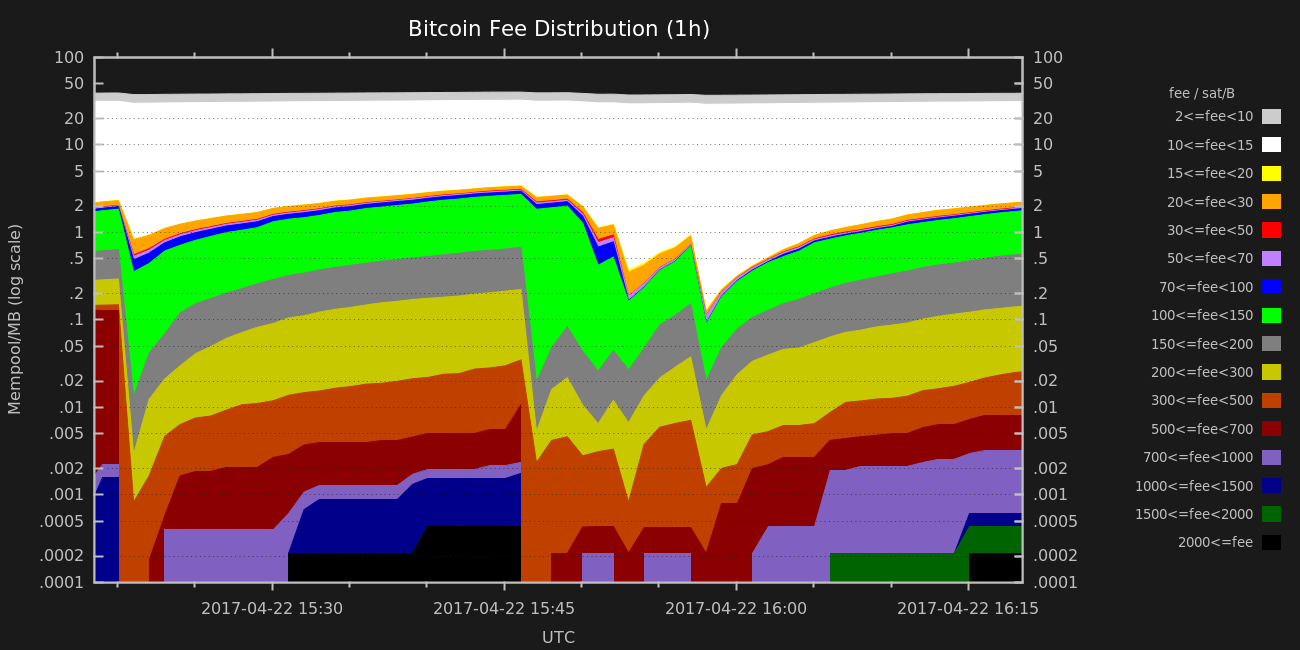 Bitcoin Fee Distribution (1h)
100 100
50 50
20 20
10 10
5 5
2 2
1 1
.5 .5
.2 .2
.1 .1
.05 .05
.02 .02
.01 .01
.005 .005
.002 .002
.001 .001
.0005 .0005
.0002 .0002
.0001 .0001
Mempool/MB (log scale)
2017-04-22 15:30 2017-04-22 15:45 2017-04-22 16:00 2017-04-22 16:15
UTC
fee / sat/B
2<=fee<10
10<=fee<15
15<=fee<20
20<=fee<30
30<=fee<50
50<=fee<70
70<=fee<100
100<=fee<150
150<=fee<200
200<=fee<300
300<=fee<500
500<=fee<700
700<=fee<1000
1000<=fee<1500
1500<=fee<2000
2000<=fee